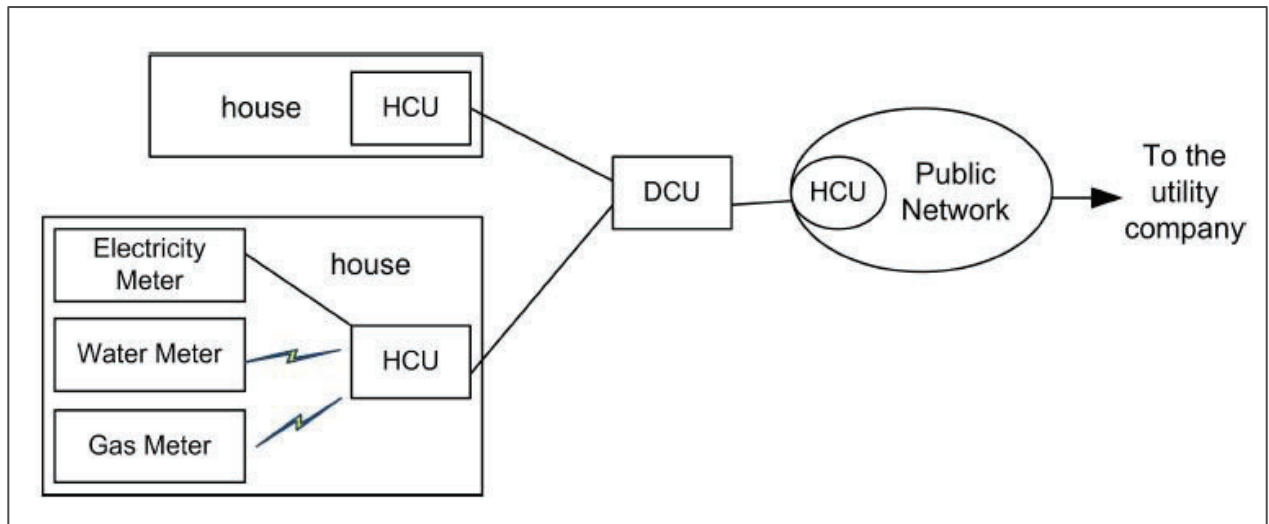 house
HCU
DCU
HCU
Public
Network
To the
utility
company
Electricity
Meter
house
Water Meter
HCU
Gas Meter